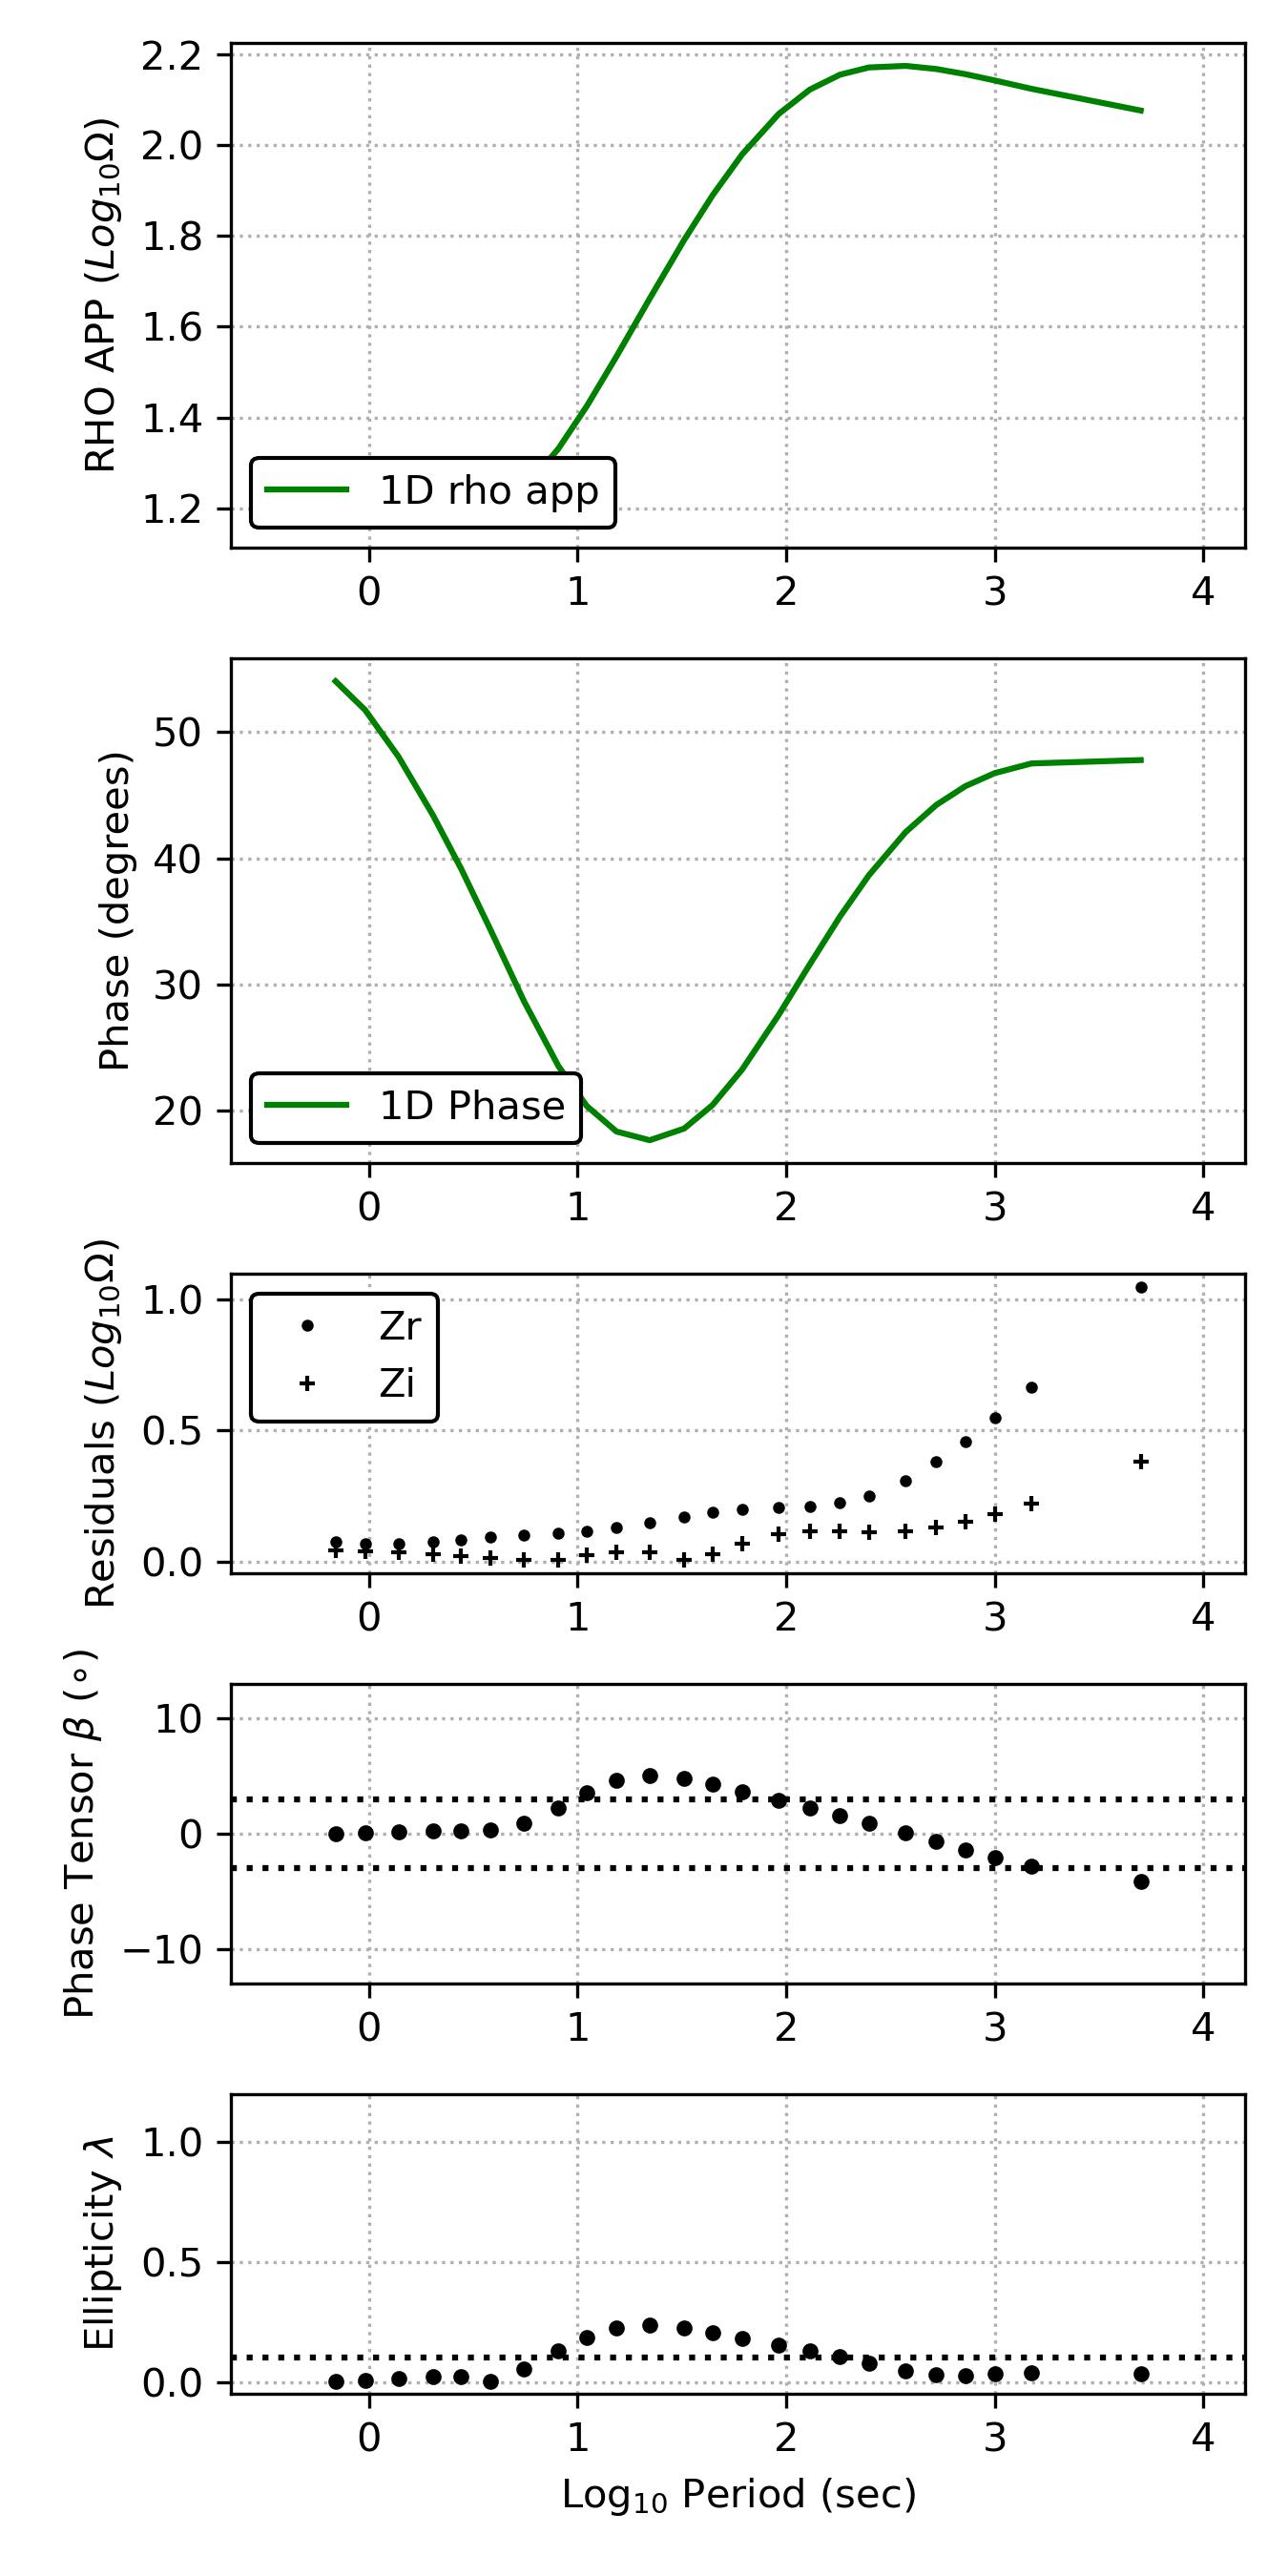 RHO APP (Log₁₀Ω)
2.2
2.0
1.8
1.6
1.4
1.2
1D rho app
0 1 2 3 4
Phase (degrees)
50
40
30
20
1D Phase
0 1 2 3 4
Residuals (Log₁₀Ω)
1.0
0.5
0.0
Zr
Zi
0 1 2 3 4
Phase Tensor β (∘)
10
0
−10
0 1 2 3 4
Ellipticity λ
1.0
0.5
0.0
0 1 2 3 4
Log₁₀ Period (sec)